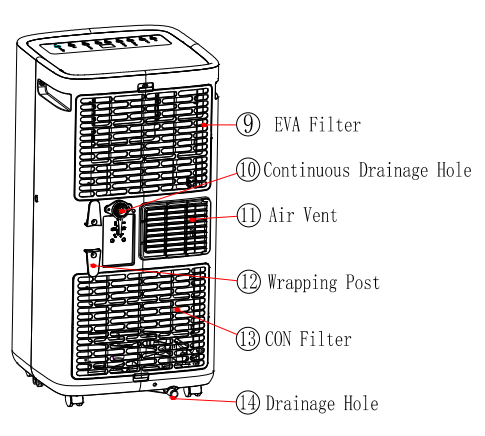 ⑨ EVA Filter
⑩ Continuous Drainage Hole
⑪ Air Vent
⑫ Wrapping Post
⑬ CON Filter
⑭ Drainage Hole